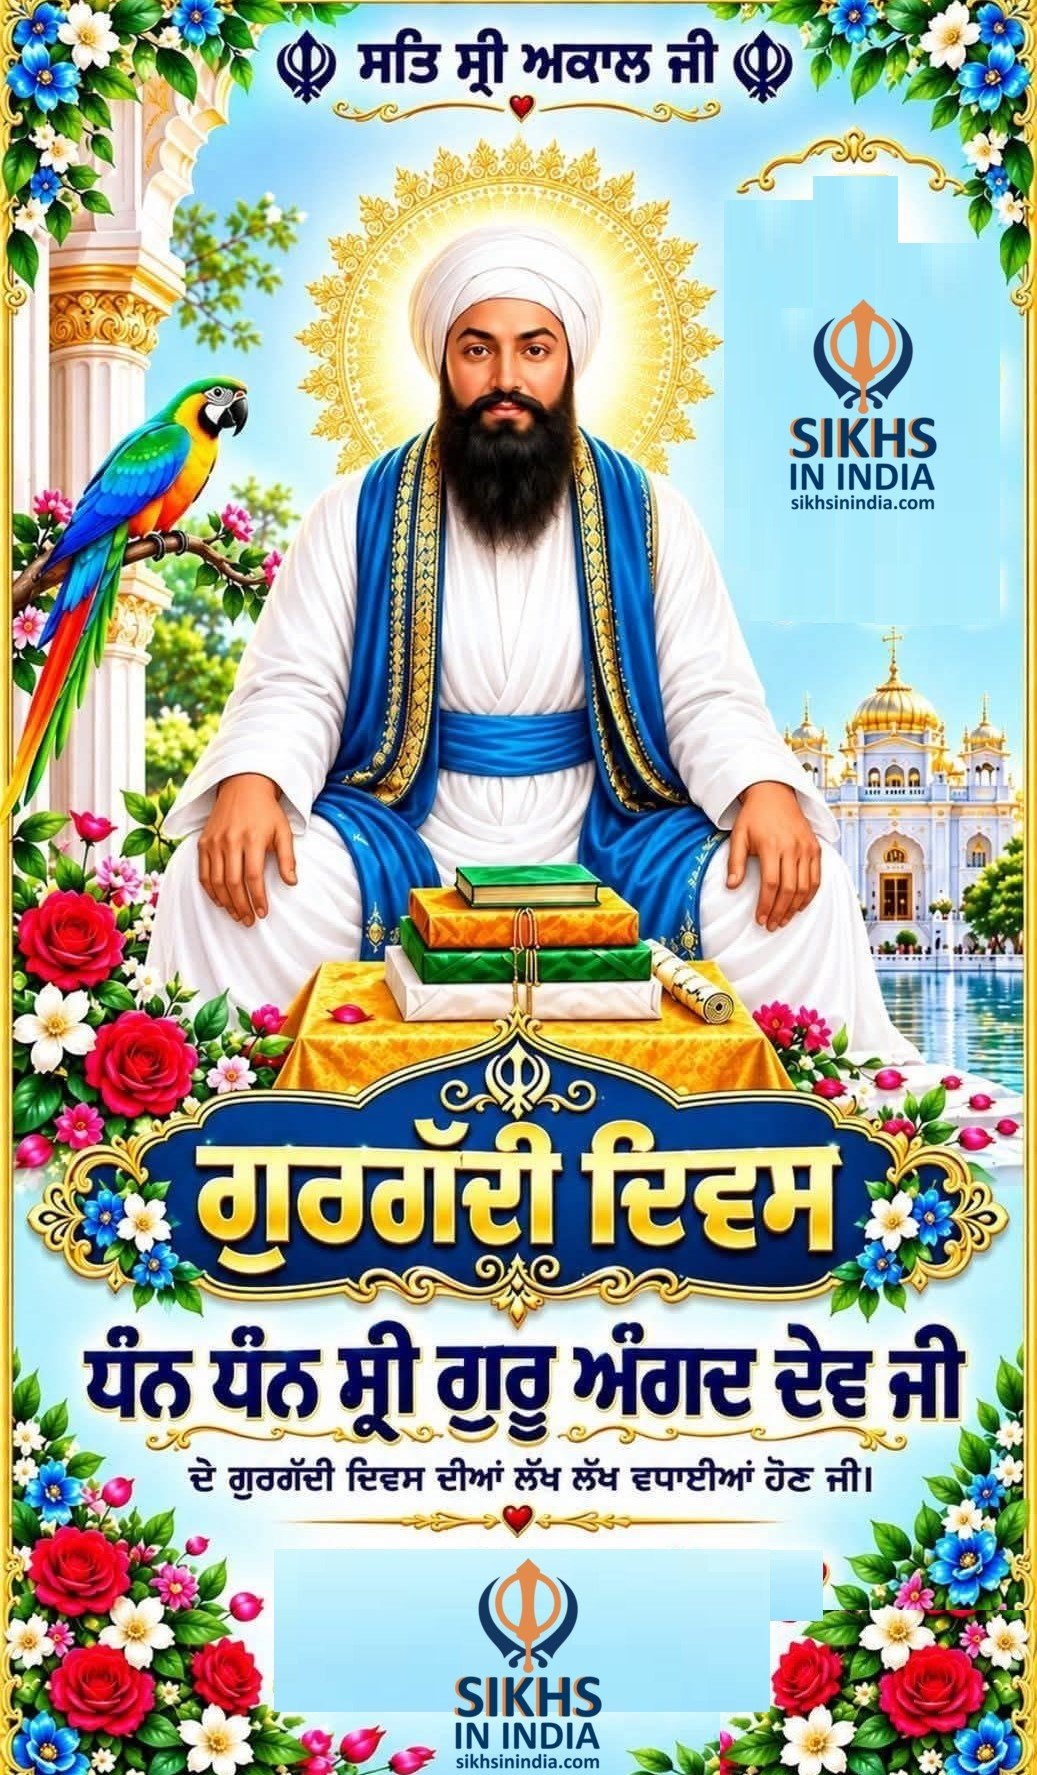 ਸਤਿ ਸ੍ਰੀ ਅਕਾਲ ਜੀ
SIKHS
IN INDIA
sikhsinindia.com
ਗੁਰਗੱਦੀ ਦਿਵਸ
ਧੰਨ ਧੰਨ ਸ੍ਰੀ ਗੁਰੂ ਅੰਗਦ ਦੇਵ ਜੀ
ਦੇ ਗੁਰਗੱਦੀ ਦਿਵਸ ਦੀਆਂ ਲੱਖ ਲੱਖ ਵਧਾਈਆਂ ਹੋਣ ਜੀ।
SIKHS
IN INDIA
sikhsinindia.com